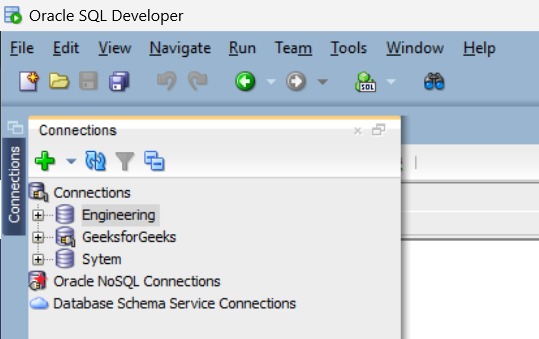 Oracle SQL Developer
File Edit View Navigate Run Team Tools Window Help
SQL
Connections
Connections
Connections
Engineering
GeeksforGeeks
Sytem
Oracle NoSQL Connections
Database Schema Service Connections